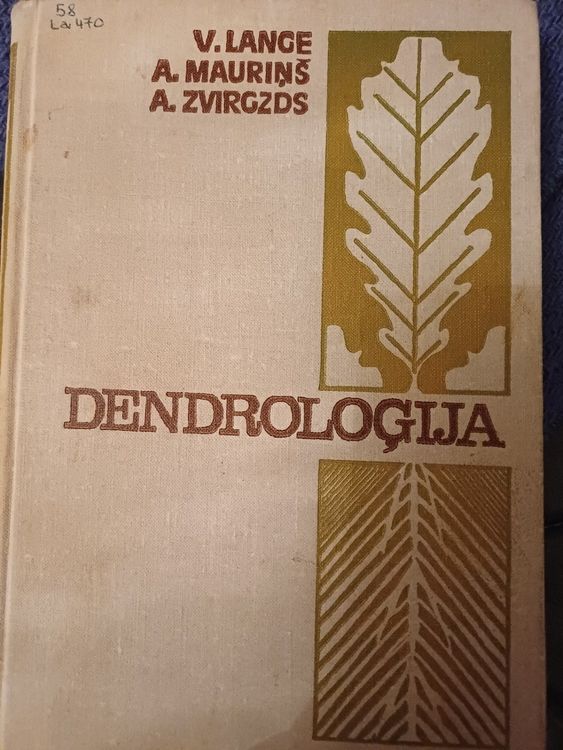 58
La 470
V. LANGE
A. MAURIŅŠ
A. ZVIRGZDS
DENDROLOĢIJA